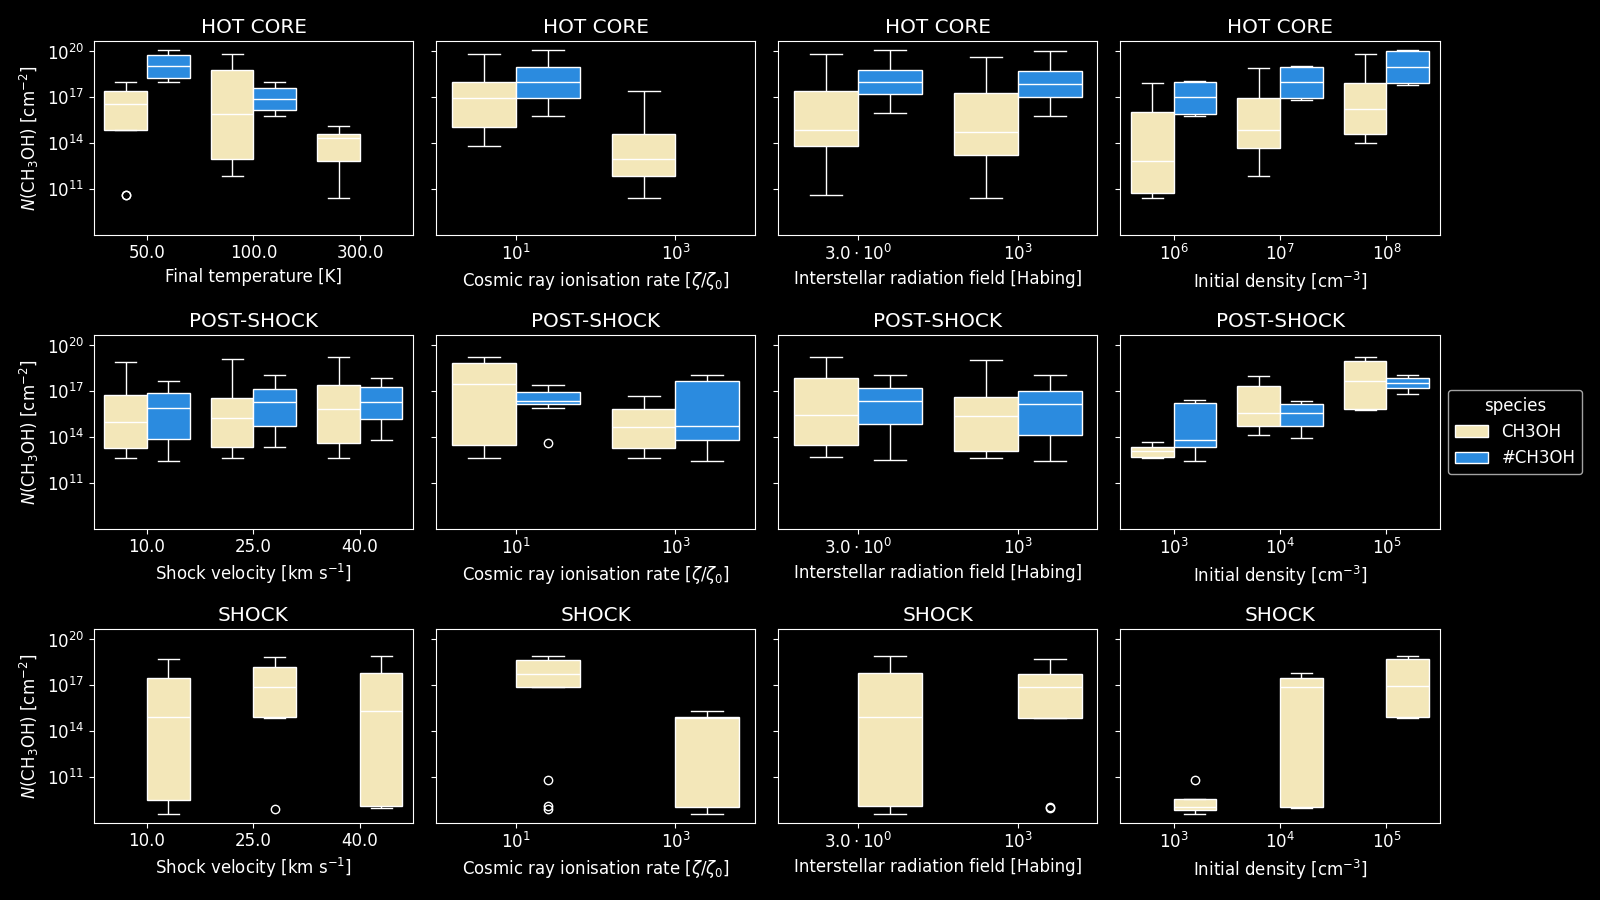 HOT CORE HOT CORE HOT CORE HOT CORE
10^20
10^17
10^14
10^11
N(CH₃OH) [cm⁻²]
50.0 100.0 300.0
10^1 10^3
3.0 · 10^0 10^3
10^6 10^7 10^8
Final temperature [K]
Cosmic ray ionisation rate [ζ/ζ₀]
Interstellar radiation field [Habing]
Initial density [cm⁻³]
POST-SHOCK POST-SHOCK POST-SHOCK POST-SHOCK
10^20
10^17
10^14
10^11
N(CH₃OH) [cm⁻²]
10.0 25.0 40.0
10^1 10^3
3.0 · 10^0 10^3
10^3 10^4 10^5
Shock velocity [km s⁻¹]
Cosmic ray ionisation rate [ζ/ζ₀]
Interstellar radiation field [Habing]
Initial density [cm⁻³]
species
CH3OH
#CH3OH
SHOCK SHOCK SHOCK SHOCK
10^20
10^17
10^14
10^11
N(CH₃OH) [cm⁻²]
10.0 25.0 40.0
10^1 10^3
3.0 · 10^0 10^3
10^3 10^4 10^5
Shock velocity [km s⁻¹]
Cosmic ray ionisation rate [ζ/ζ₀]
Interstellar radiation field [Habing]
Initial density [cm⁻³]